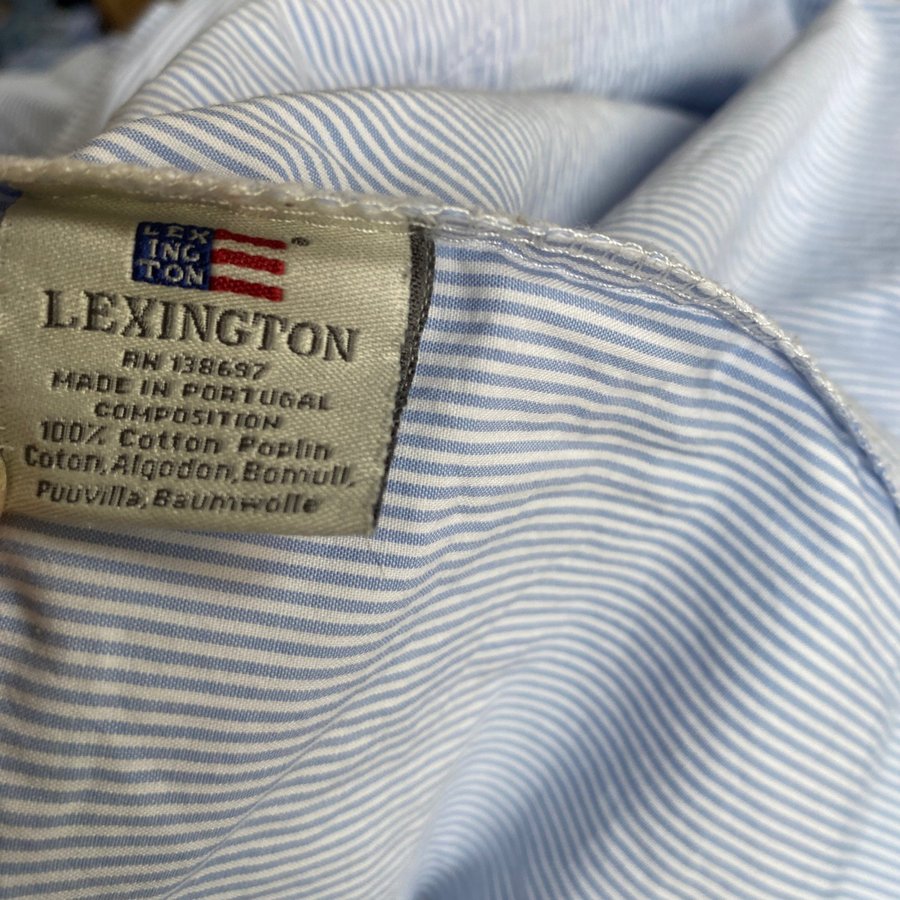 LEX
ING
TON
®
LEXINGTON
RN 138697
MADE IN PORTUGAL
COMPOSITION
100% Cotton Poplin
Coton, Algodon, Bomull,
Puuvilla, Baumwolle